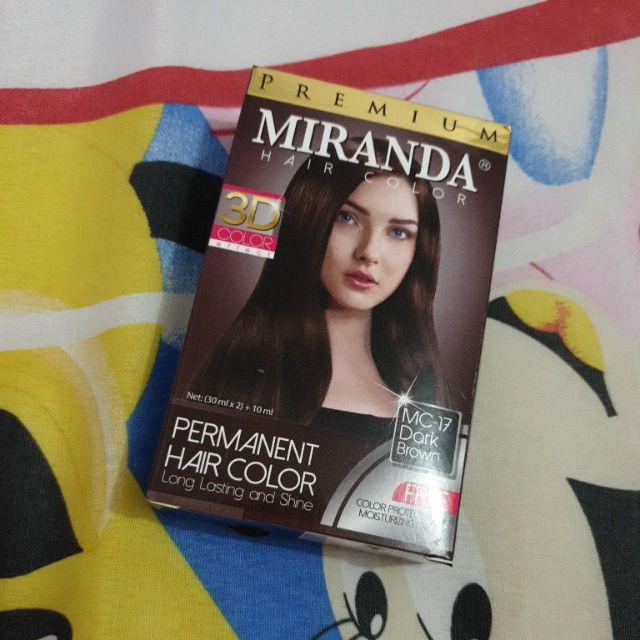 PREMIUM
MIRANDA®
HAIR COLOR
3D
COLOR
effect
Net: (30 ml x 2) + 10 ml
MC-17
Dark
Brown
PERMANENT
HAIR COLOR
Long Lasting and Shine
COLOR
MOISTURIZING